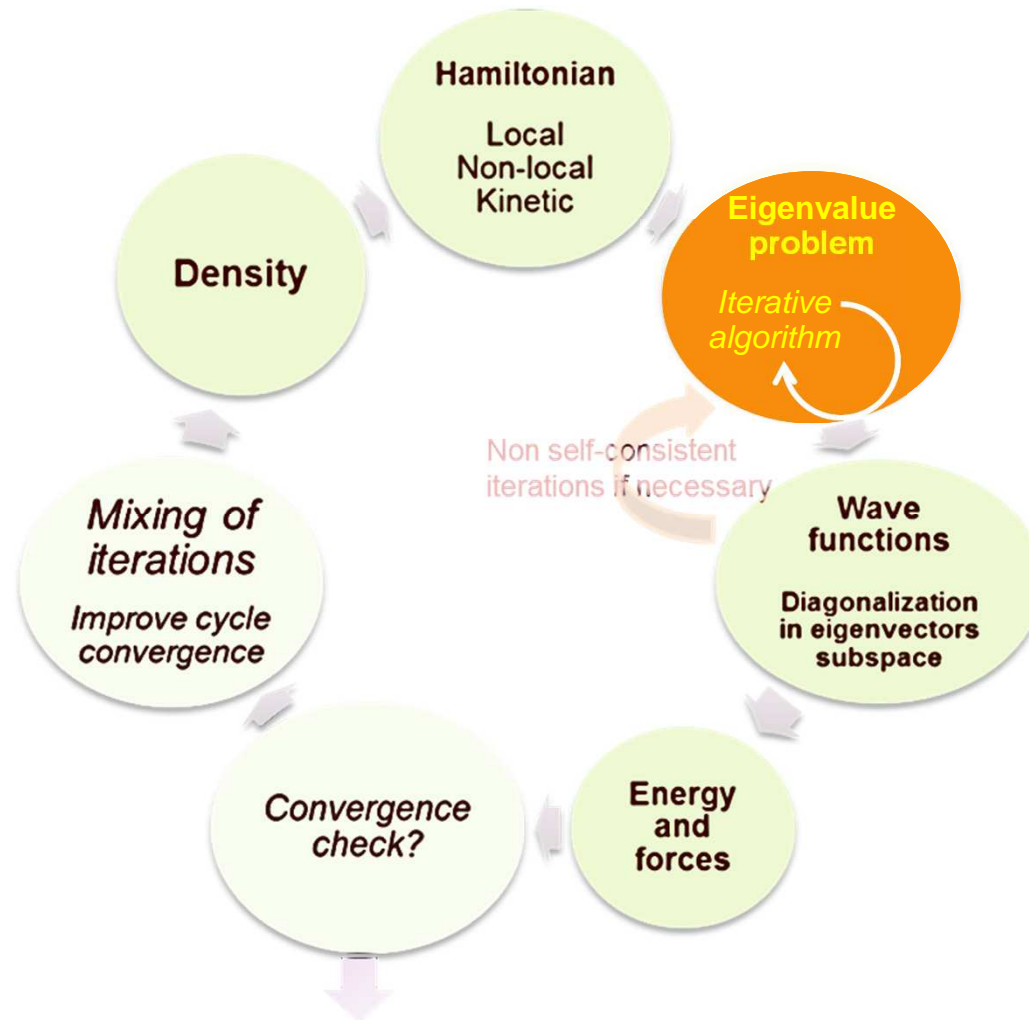 Hamiltonian
Local
Non-local
Kinetic
Eigenvalue
problem
Iterative
algorithm
Non self-consistent
iterations if necessary
Wave
functions
Diagonalization
in eigenvectors
subspace
Energy
and
forces
Convergence
check?
Mixing of
iterations
Improve cycle
convergence
Density